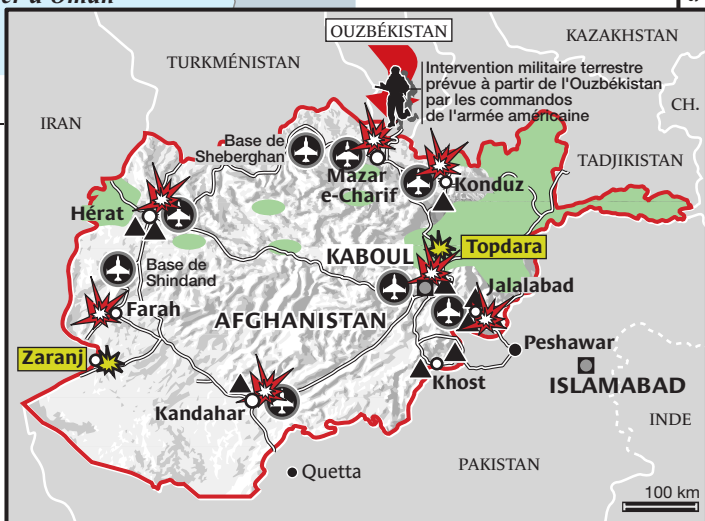 er d'Oman
OUZBÉKISTAN
KAZAKHSTAN
TURKMÉNISTAN
Intervention militaire terrestre
prévue à partir de l'Ouzbékistan
par les commandos
de l'armée américaine
CH.
IRAN
Base de
Sheberghan
TADJIKISTAN
Mazar
e-Charif
Konduz
Hérat
KABOUL
Topdara
Base de
Shindand
Jalalabad
AFGHANISTAN
Farah
Peshawar
Zaranj
ISLAMABAD
Khost
Kandahar
INDE
PAKISTAN
Quetta
100 km